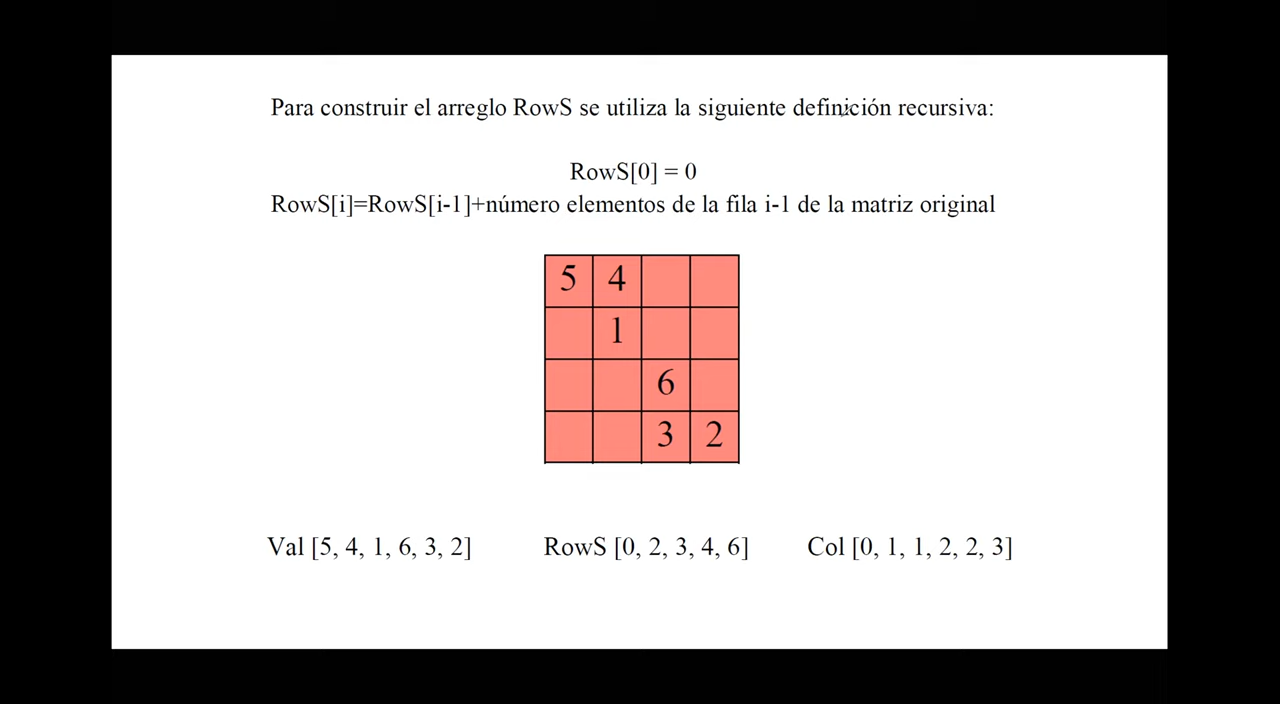 Para construir el arreglo RowS se utiliza la siguiente definición recursiva:
RowS[0] = 0
RowS[i]=RowS[i-1]+número elementos de la fila i-1 de la matriz original
5 4
1
6
3 2
Val [5, 4, 1, 6, 3, 2] RowS [0, 2, 3, 4, 6] Col [0, 1, 1, 2, 2, 3]